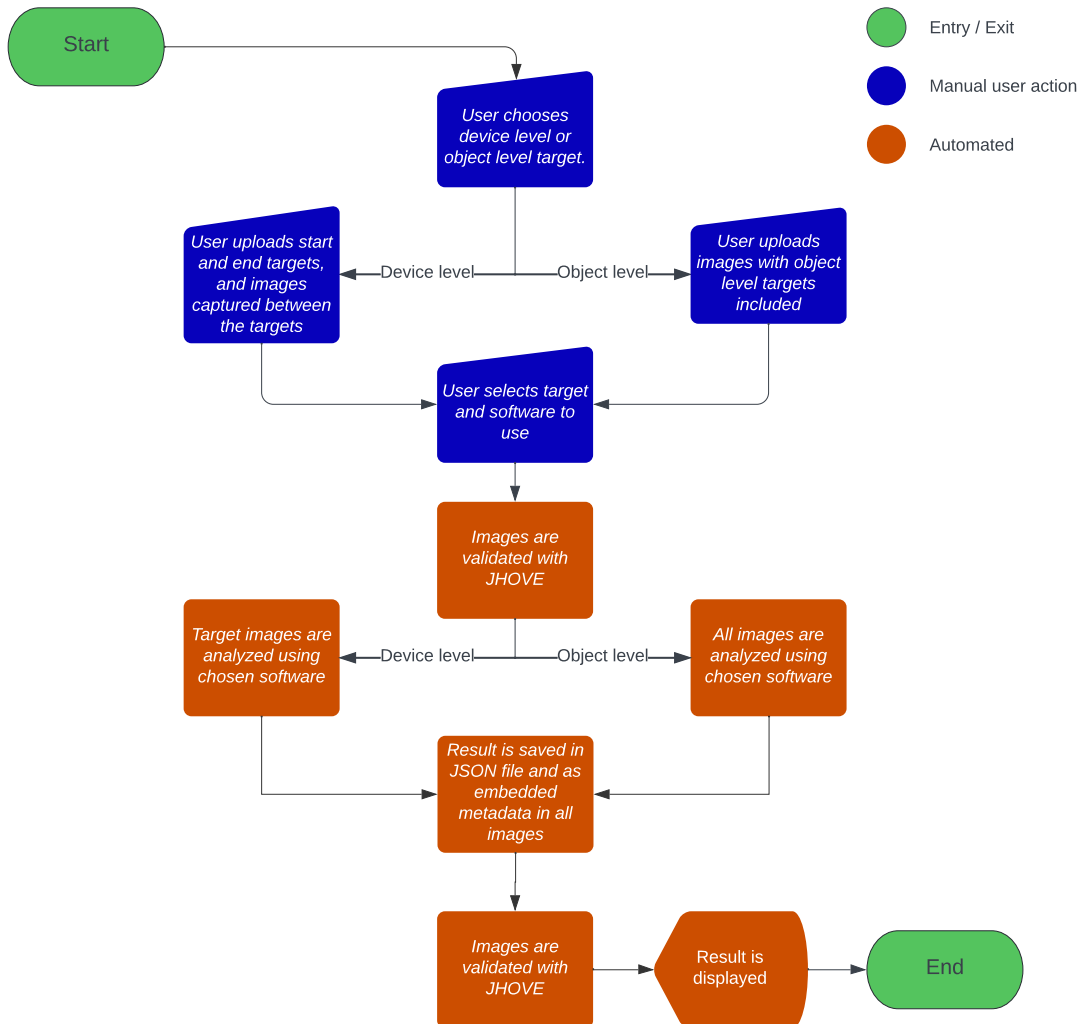 Start
Entry / Exit
Manual user action
Automated
User chooses
device level or
object level target.
User uploads start
and end targets,
and images
captured between
the targets
Device level
Object level
User uploads
images with object
level targets
included
User selects target
and software to
use
Images are
validated with
JHOVE
Target images are
analyzed using
chosen software
Device level
Object level
All images are
analyzed using
chosen software
Result is saved in
JSON file and as
embedded
metadata in all
images
Images are
validated with
JHOVE
Result is
displayed
End